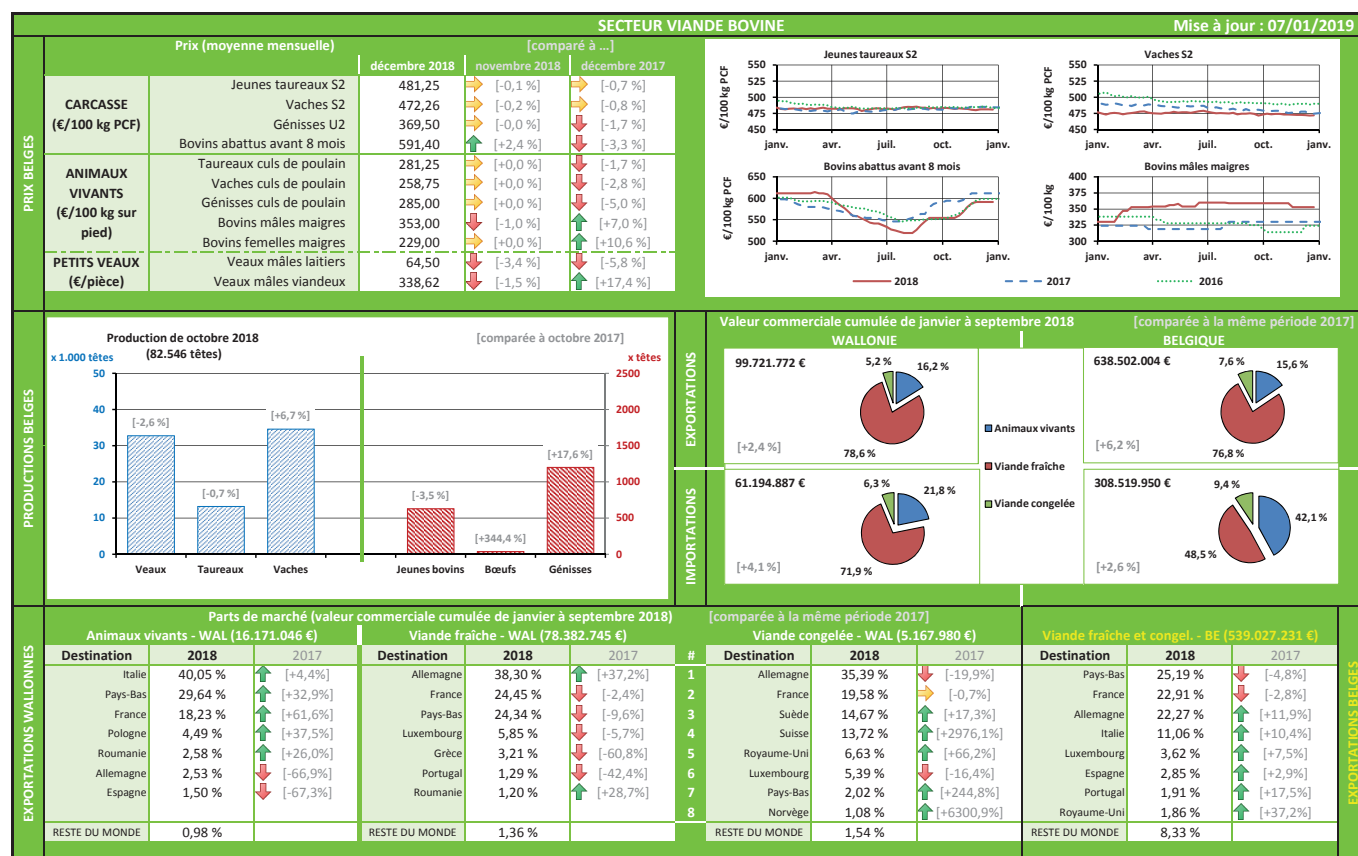 SECTEUR VIANDE BOVINE
Mise à jour : 07/01/2019
PRIX BELGES
Prix (moyenne mensuelle) [comparé à ...]
décembre 2018 novembre 2018 décembre 2017
CARCASSE
(€/100 kg PCF)
Jeunes taureaux S2 481,25 [-0,1 %] [-0,7 %]
Vaches S2 472,26 [-0,2 %] [-0,8 %]
Génisses U2 369,50 [-0,0 %] [-1,7 %]
Bovins abattus avant 8 mois 591,40 [+2,4 %] [-3,3 %]
ANIMAUX
VIVANTS
(€/100 kg sur
pied)
Taureaux culs de poulain 281,25 [+0,0 %] [-1,7 %]
Vaches culs de poulain 258,75 [+0,0 %] [-2,8 %]
Génisses culs de poulain 285,00 [+0,0 %] [-5,0 %]
Bovins mâles maigres 353,00 [-1,0 %] [+7,0 %]
Bovins femelles maigres 229,00 [+0,0 %] [+10,6 %]
PETITS VEAUX
(€/pièce)
Veaux mâles laitiers 64,50 [-3,4 %] [-5,8 %]
Veaux mâles viandeux 338,62 [-1,5 %] [+17,4 %]
Jeunes taureaux S2
€/100 kg PCF
550
525
500
475
450
janv. avr. juil. oct. janv.
Vaches S2
€/100 kg PCF
550
525
500
475
450
janv. avr. juil. oct. janv.
Bovins abattus avant 8 mois
€/100 kg PCF
650
600
550
500
janv. avr. juil. oct. janv.
Bovins mâles maigres
€/100 kg
400
375
350
325
300
janv. avr. juil. oct. janv.
2018 2017 2016
PRODUCTIONS BELGES
Production de octobre 2018
(82.546 têtes)
[comparée à octobre 2017]
x 1.000 têtes
x têtes
50
40
30
20
10
0
2500
2000
1500
1000
500
0
[-2,6 %]
[-0,7 %]
[+6,7 %]
[-3,5 %]
[+344,4 %]
[+17,6 %]
Veaux Taureaux Vaches Jeunes bovins Bœufs Génisses
Valeur commerciale cumulée de janvier à septembre 2018 [comparée à la même période 2017]
WALLONIE BELGIQUE
EXPORTATIONS
99.721.772 €
5,2 %
16,2 %
78,6 %
[+2,4 %]
638.502.004 €
7,6 %
15,6 %
76,8 %
[+6,2 %]
Animaux vivants
Viande fraîche
Viande congelée
IMPORTATIONS
61.194.887 €
6,3 %
21,8 %
71,9 %
[+4,1 %]
308.519.950 €
9,4 %
42,1 %
48,5 %
[+2,6 %]
EXPORTATIONS WALLONNES
Parts de marché (valeur commerciale cumulée de janvier à septembre 2018) [comparée à la même période 2017]
Animaux vivants - WAL (16.171.046 €)
Destination 2018 2017
Italie 40,05 % [+4,4%]
Pays-Bas 29,64 % [+32,9%]
France 18,23 % [+61,6%]
Pologne 4,49 % [+37,5%]
Roumanie 2,58 % [+26,0%]
Allemagne 2,53 % [-66,9%]
Espagne 1,50 % [-67,3%]
RESTE DU MONDE 0,98 %
Viande fraîche - WAL (78.382.745 €)
Destination 2018 2017
Allemagne 38,30 % [+37,2%]
France 24,45 % [-2,4%]
Pays-Bas 24,34 % [-9,6%]
Luxembourg 5,85 % [-5,7%]
Grèce 3,21 % [-60,8%]
Portugal 1,29 % [-42,4%]
Roumanie 1,20 % [+28,7%]
RESTE DU MONDE 1,36 %
#
1
2
3
4
5
6
7
8
Viande congelée - WAL (5.167.980 €)
Destination 2018 2017
Allemagne 35,39 % [-19,9%]
France 19,58 % [-0,7%]
Suède 14,67 % [+17,3%]
Suisse 13,72 % [+2976,1%]
Royaume-Uni 6,63 % [+66,2%]
Luxembourg 5,39 % [-16,4%]
Pays-Bas 2,02 % [+244,8%]
Norvège 1,08 % [+6300,9%]
RESTE DU MONDE 1,54 %
Viande fraîche et congel. - BE (539.027.231 €)
Destination 2018 2017
Pays-Bas 25,19 % [-4,8%]
France 22,91 % [-2,8%]
Allemagne 22,27 % [+11,9%]
Italie 11,06 % [+10,4%]
Luxembourg 3,62 % [+7,5%]
Espagne 2,85 % [+2,9%]
Portugal 1,91 % [+17,5%]
Royaume-Uni 1,86 % [+37,2%]
RESTE DU MONDE 8,33 %
EXPORTATIONS BELGES